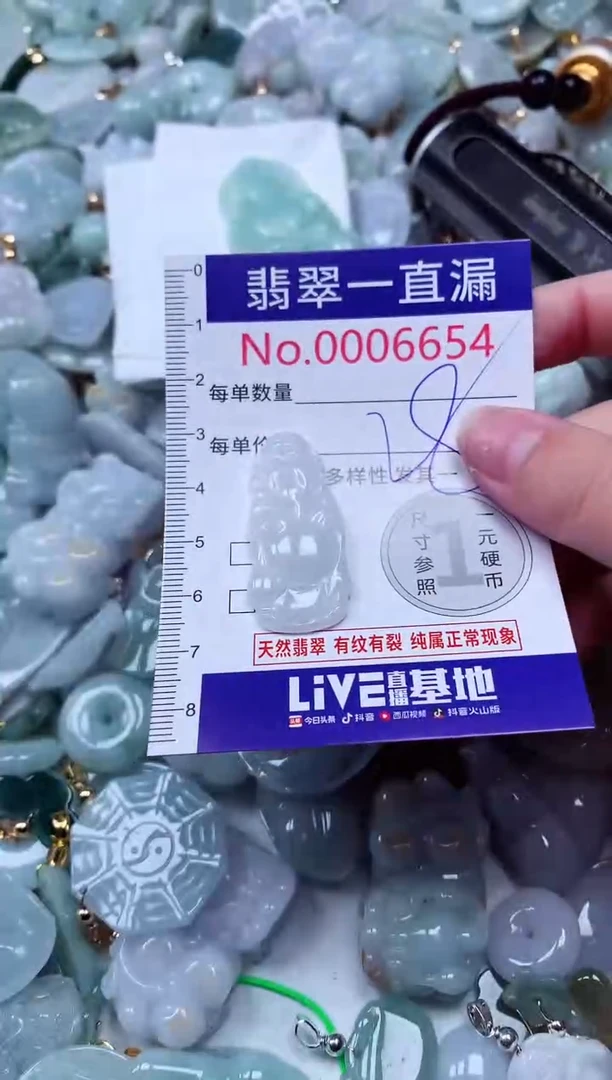 翡翠一直漏
No.0006654
每单数量
18
每单价
多样性 发其一
尺寸参照
1
一元硬币
天然翡翠 有纹有裂 纯属正常现象
LiVE直播基地
今日头条 抖音 西瓜视频 抖音火山版
0
1
2
3
4
5
6
7
8